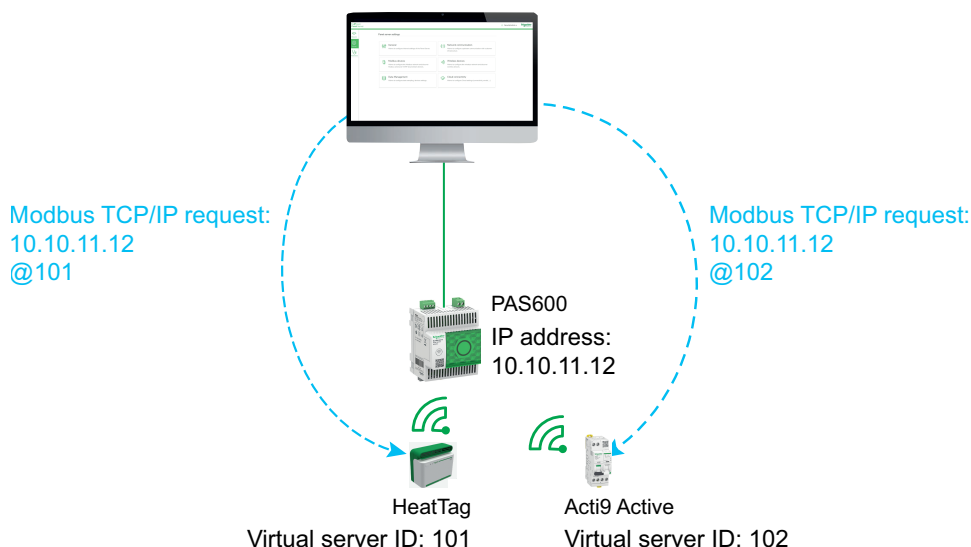 Modbus TCP/IP request:
10.10.11.12
@101
Modbus TCP/IP request:
10.10.11.12
@102
PAS600
IP address:
10.10.11.12
HeatTag
Virtual server ID: 101
Acti9 Active
Virtual server ID: 102